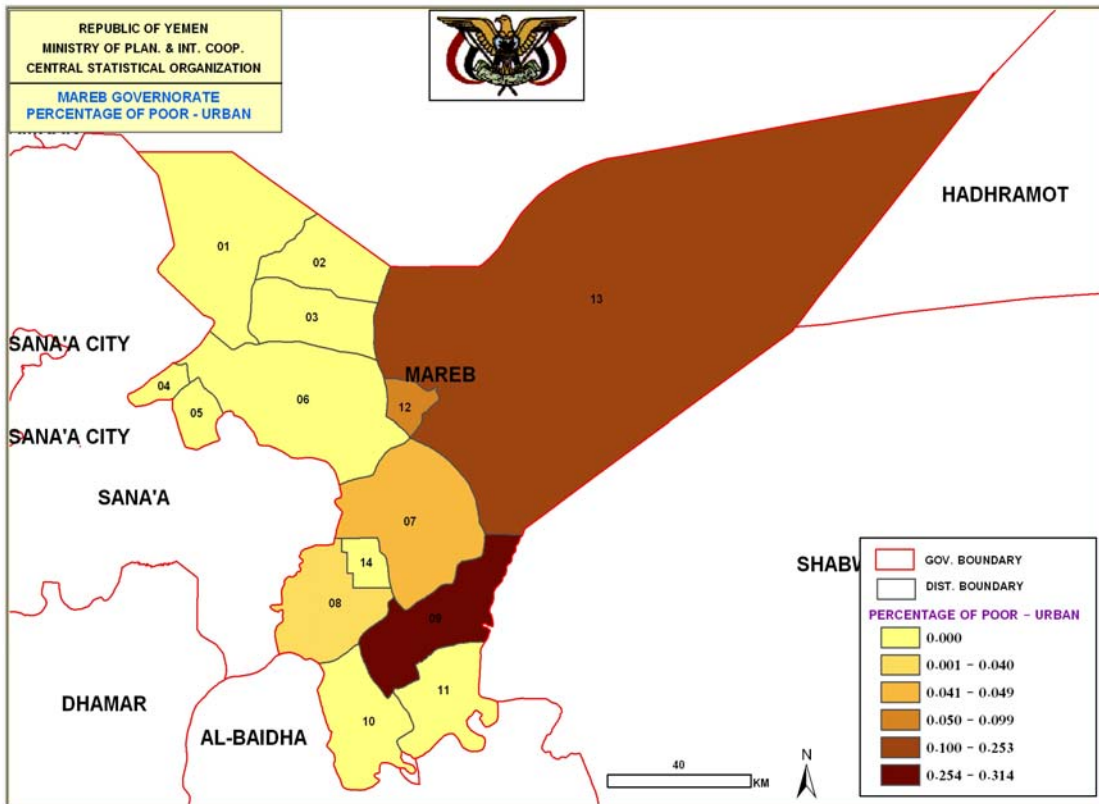 REPUBLIC OF YEMEN
MINISTRY OF PLAN. & INT. COOP.
CENTRAL STATISTICAL ORGANIZATION
MAREB GOVERNORATE
PERCENTAGE OF POOR - URBAN
HADHRAMOT
01
02
13
03
SANA'A CITY
MAREB
04
06
12
05
SANA'A CITY
SANA'A
07
14
SHABW
08
09
11
DHAMAR
10
AL-BAIDHA
GOV. BOUNDARY
DIST. BOUNDARY
PERCENTAGE OF POOR - URBAN
0.000
0.001 - 0.040
0.041 - 0.049
0.050 - 0.099
0.100 - 0.253
0.254 - 0.314
40
KM
N